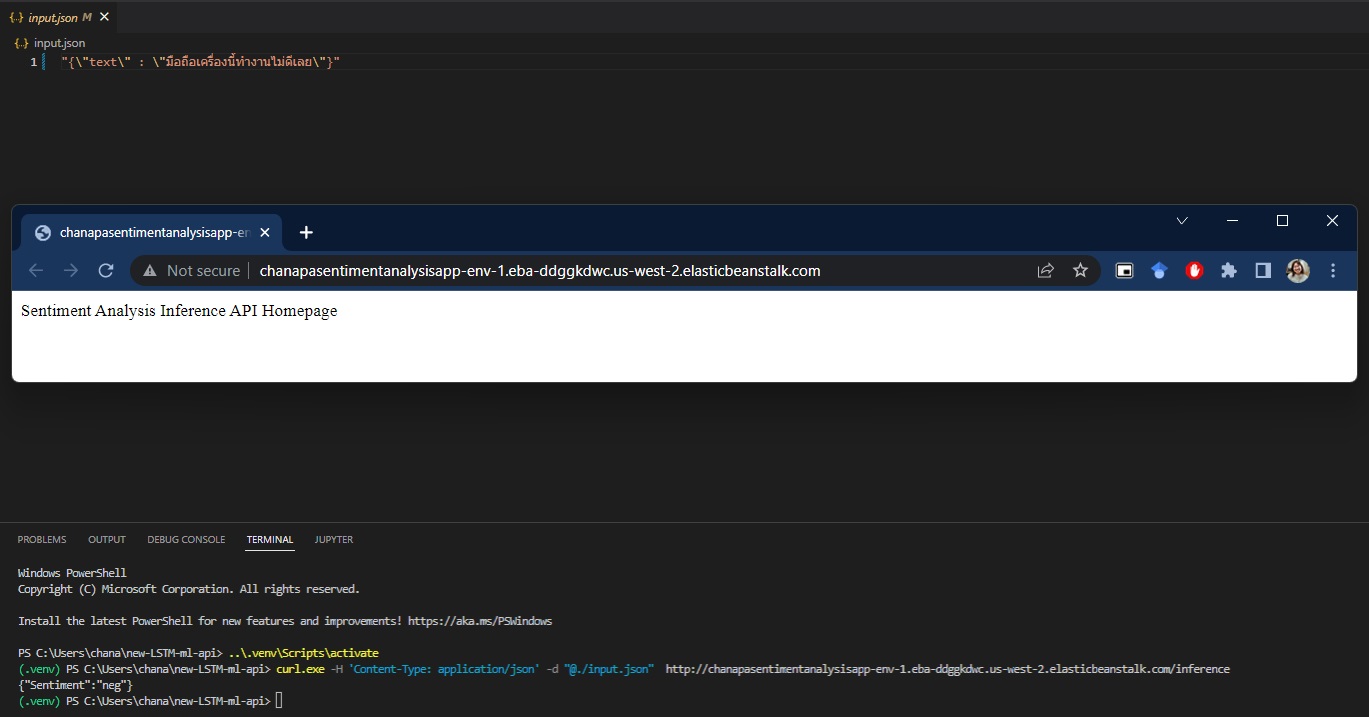 input.json M
input.json
1 "{\"text\" : \"มือถือเครื่องนี้ทำงานไม่ดีเลย\"}"
chanapasentimentanalysisapp-en
Not secure chanapasentimentanalysisapp-env-1.eba-ddggkdwc.us-west-2.elasticbeanstalk.com
Sentiment Analysis Inference API Homepage
PROBLEMS OUTPUT DEBUG CONSOLE TERMINAL JUPYTER
Windows PowerShell
Copyright (C) Microsoft Corporation. All rights reserved.
Install the latest PowerShell for new features and improvements! https://aka.ms/PSWindows
PS C:\Users\chana\new-LSTM-ml-api> ..\.venv\Scripts\activate
(.venv) PS C:\Users\chana\new-LSTM-ml-api> curl.exe -H 'Content-Type: application/json' -d "@./input.json" http://chanapasentimentanalysisapp-env-1.eba-ddggkdwc.us-west-2.elasticbeanstalk.com/inference
{"Sentiment":"neg"}
(.venv) PS C:\Users\chana\new-LSTM-ml-api>